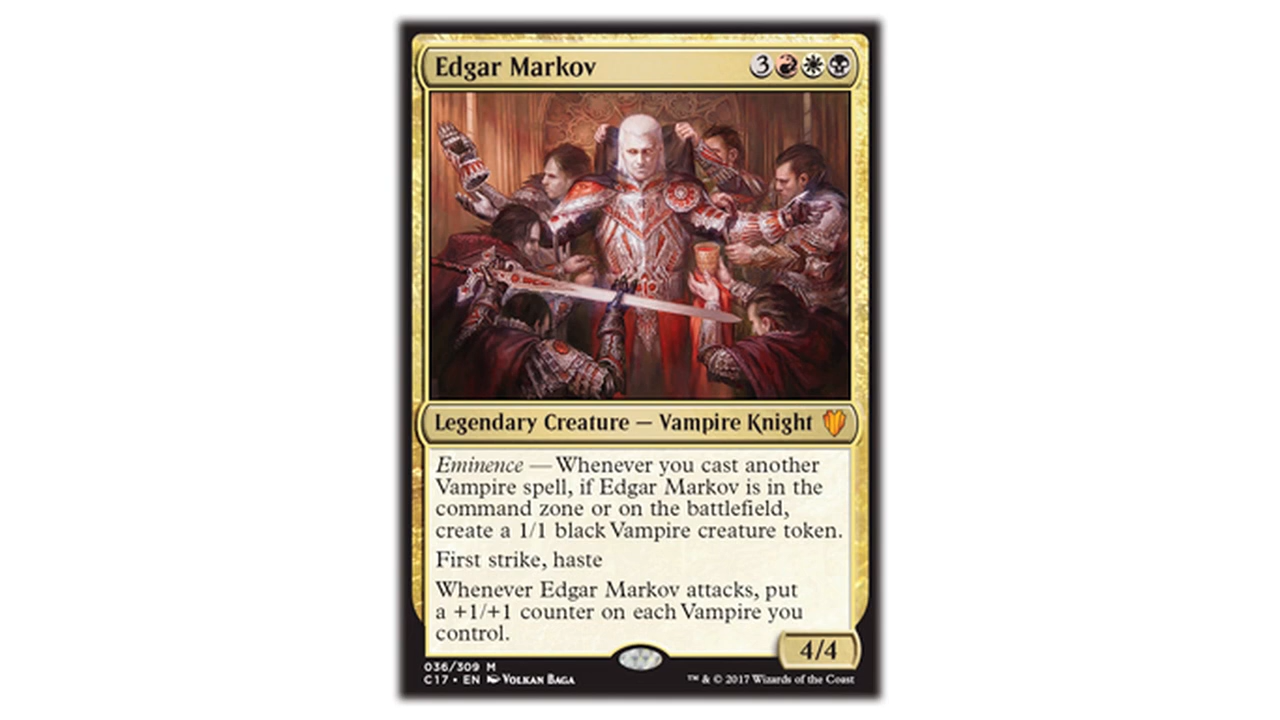 Edgar Markov 3
Legendary Creature — Vampire Knight
Eminence — Whenever you cast another
Vampire spell, if Edgar Markov is in the
command zone or on the battlefield,
create a 1/1 black Vampire creature token.
First strike, haste
Whenever Edgar Markov attacks, put
a +1/+1 counter on each Vampire you
control.
4/4
036/309 M
C17 • EN Volkan Baga
™ & © 2017 Wizards of the Coast